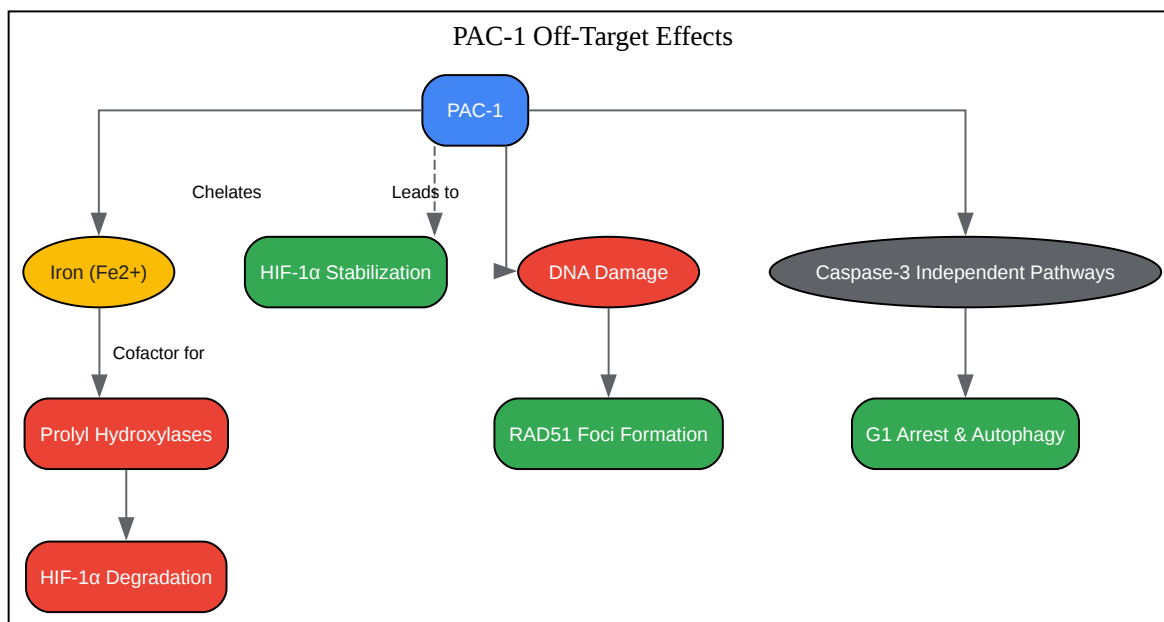 PAC-1 Off-Target Effects
PAC-1
Chelates
Leads to
Iron (Fe2+)
HIF-1α Stabilization
DNA Damage
Caspase-3 Independent Pathways
Cofactor for
Prolyl Hydroxylases
RAD51 Foci Formation
G1 Arrest & Autophagy
HIF-1α Degradation